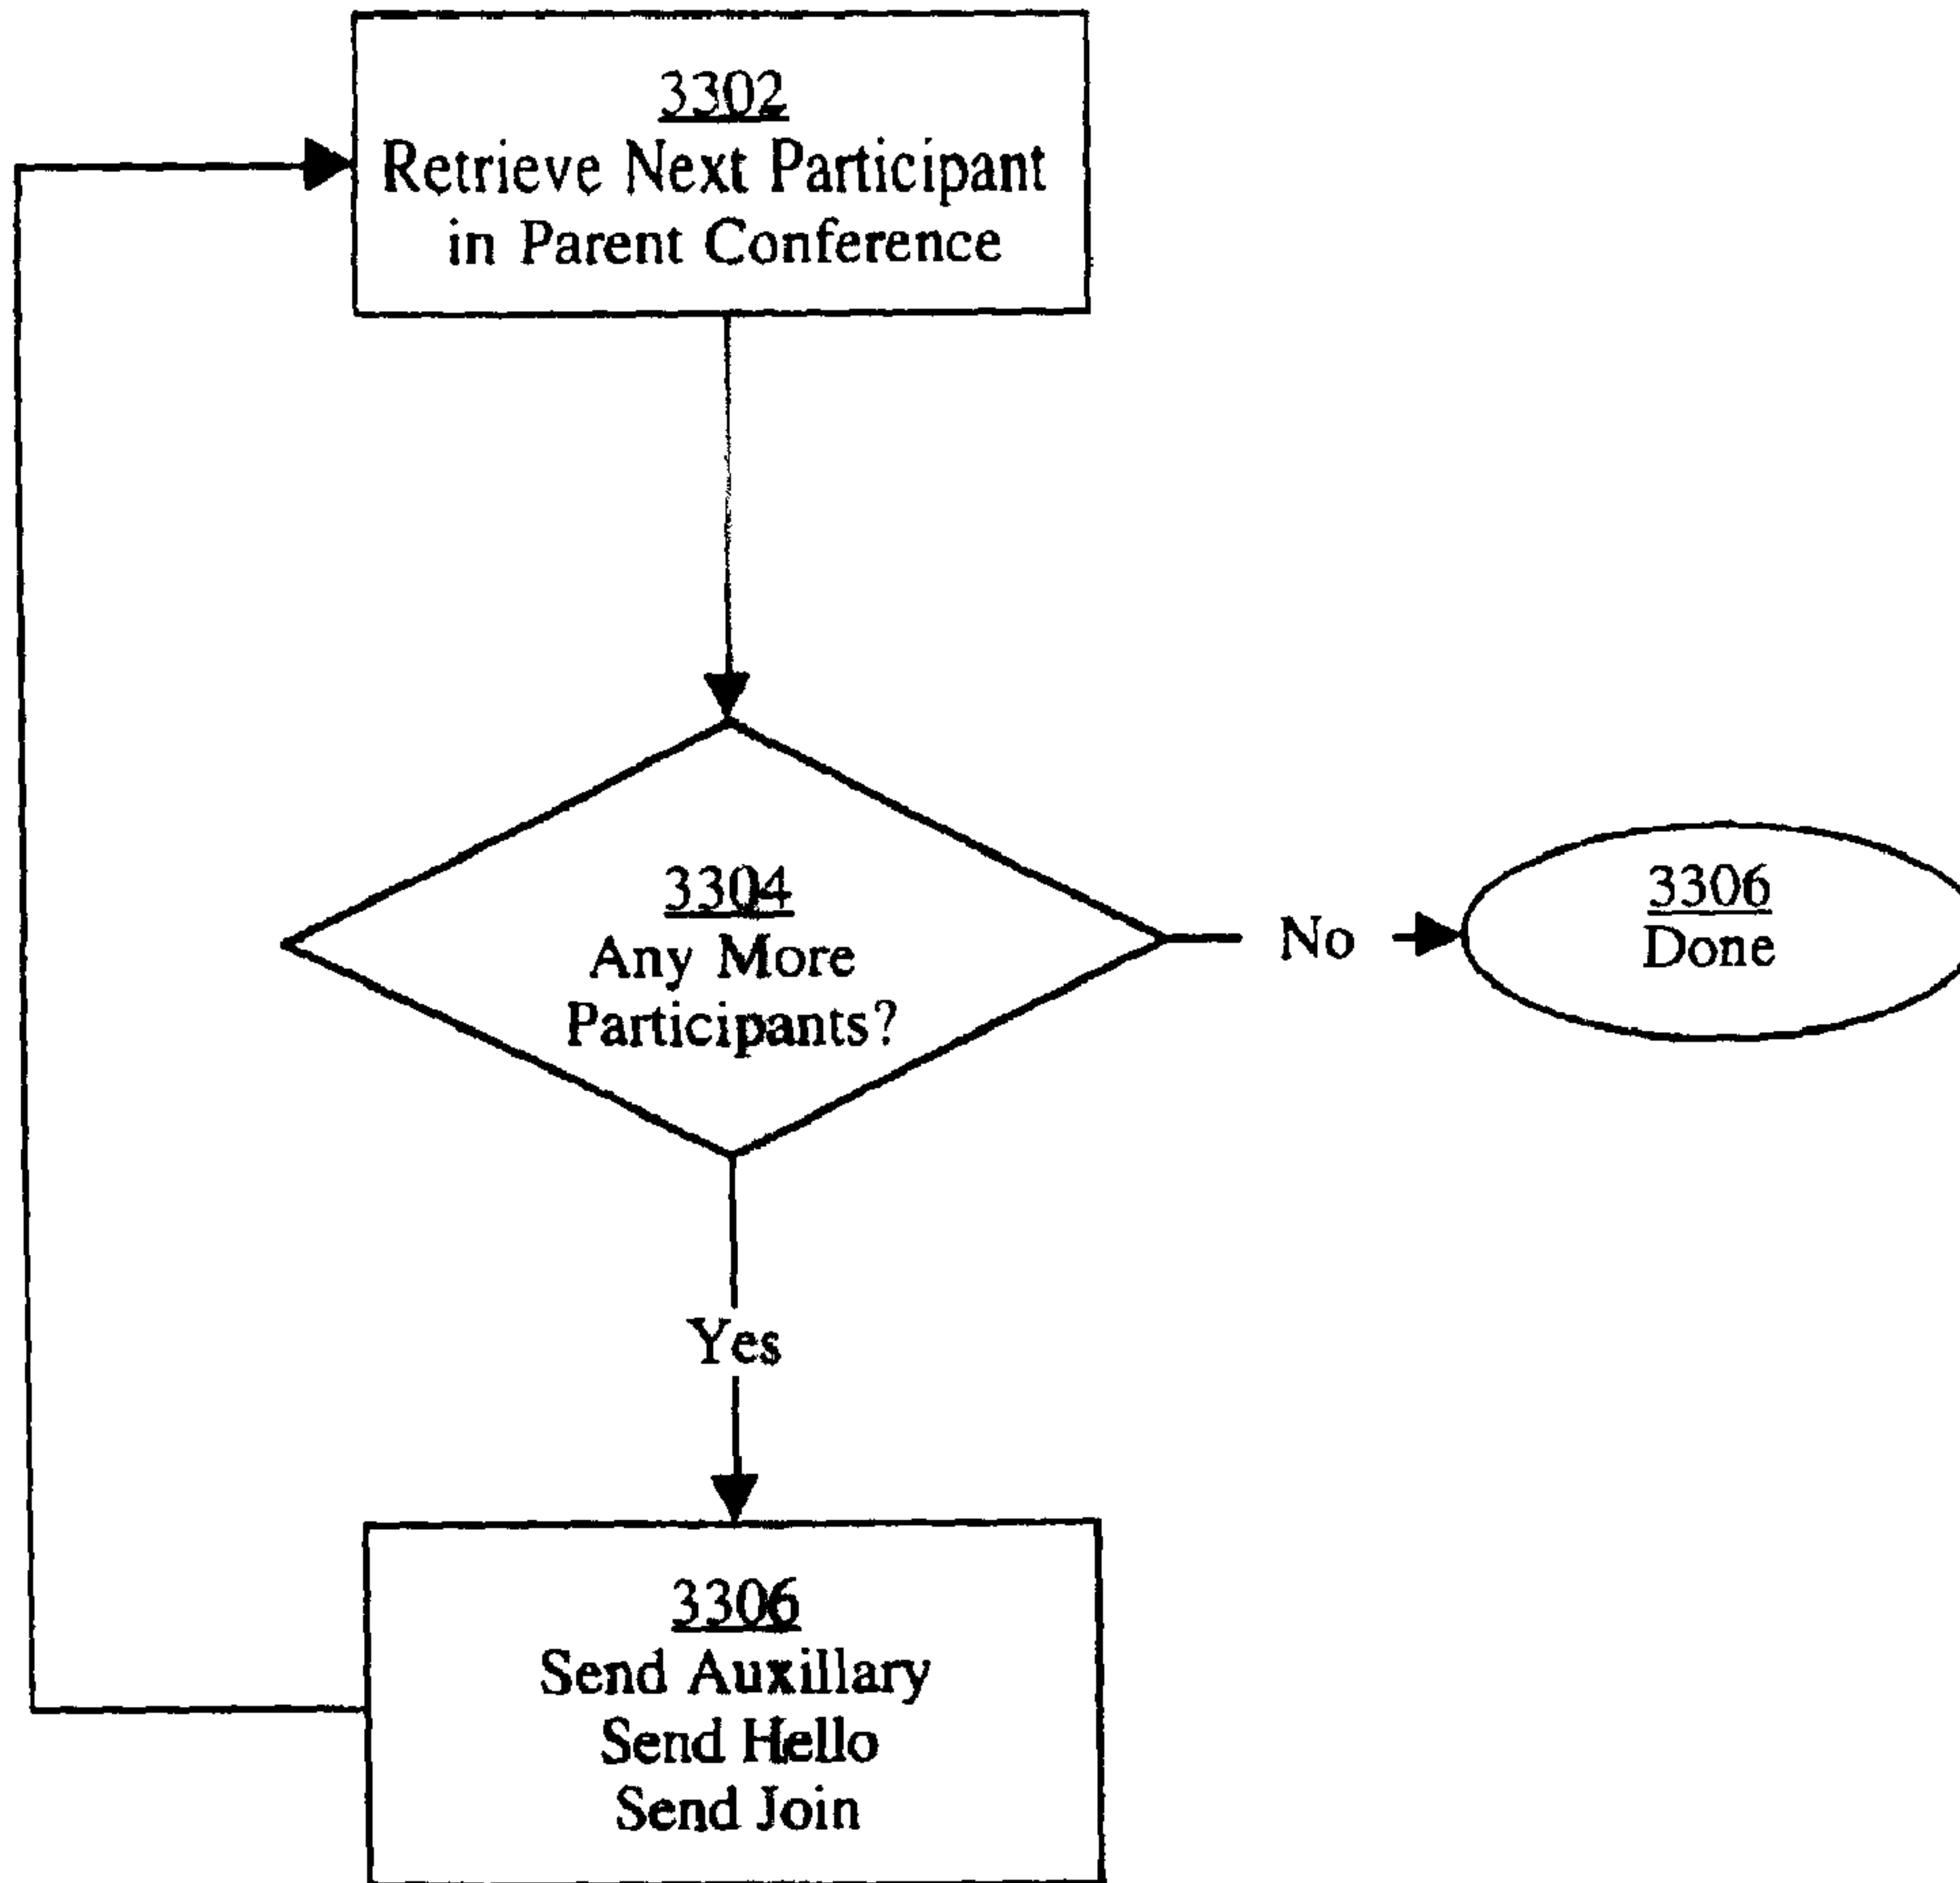 3302
Retrieve Next Participant
in Parent Conference
3304
Any More
Participants?
No
3306
Done
Yes
3306
Send Auxillary
Send Hello
Send Join